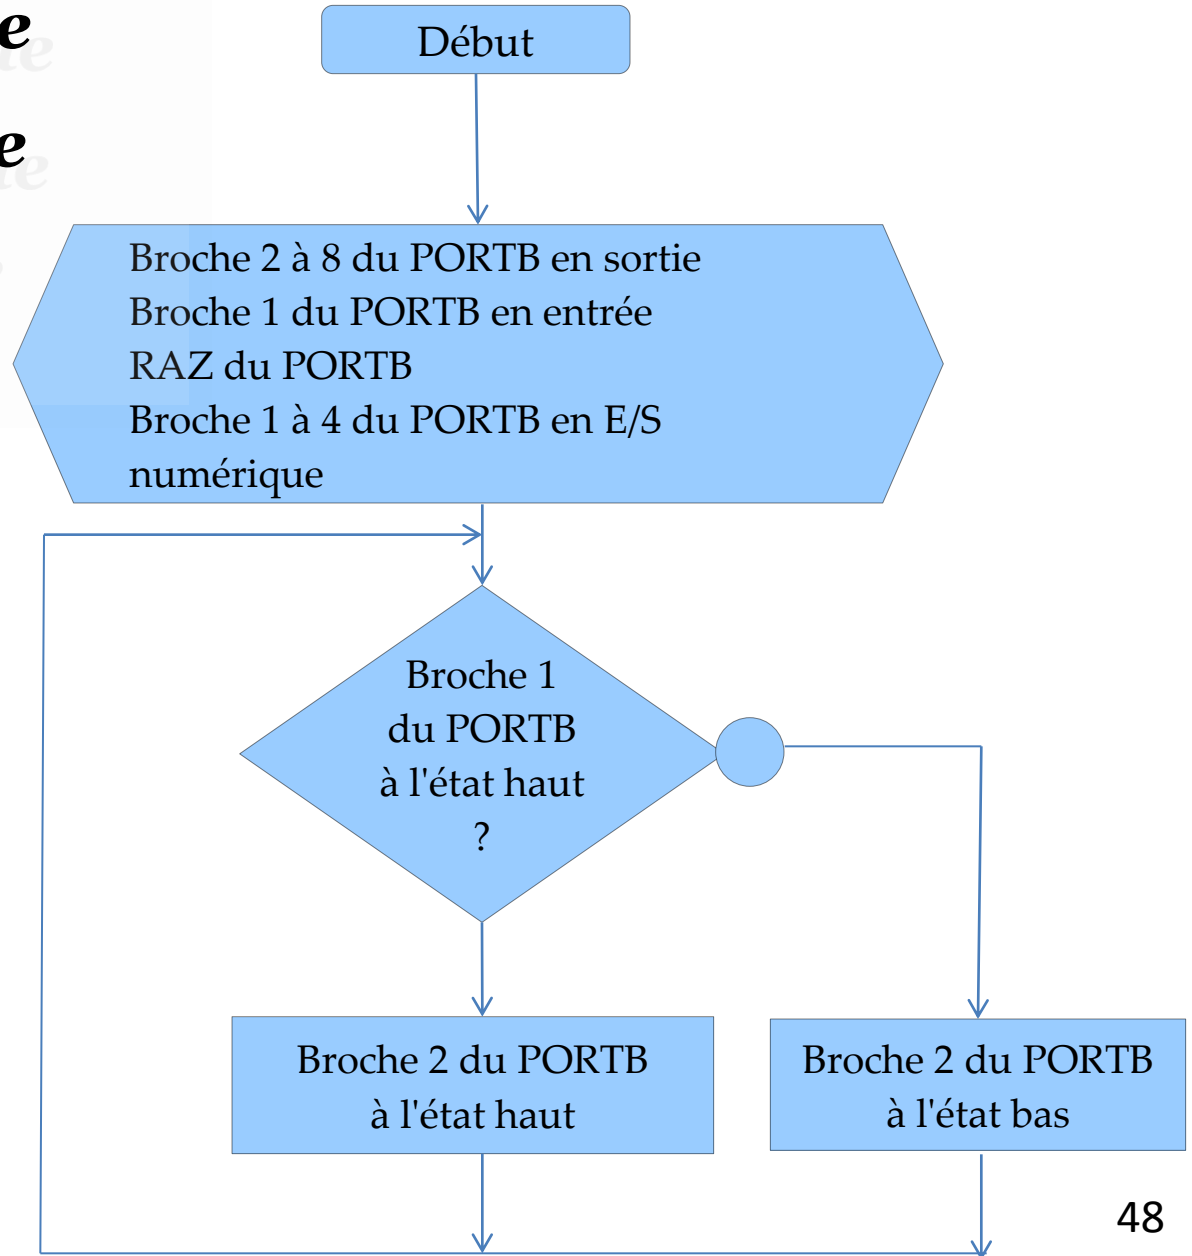 e
e
Début
Broche 2 à 8 du PORTB en sortie
Broche 1 du PORTB en entrée
RAZ du PORTB
Broche 1 à 4 du PORTB en E/S
numérique
Broche 1
du PORTB
à l'état haut
?
Broche 2 du PORTB
à l'état haut
Broche 2 du PORTB
à l'état bas
48